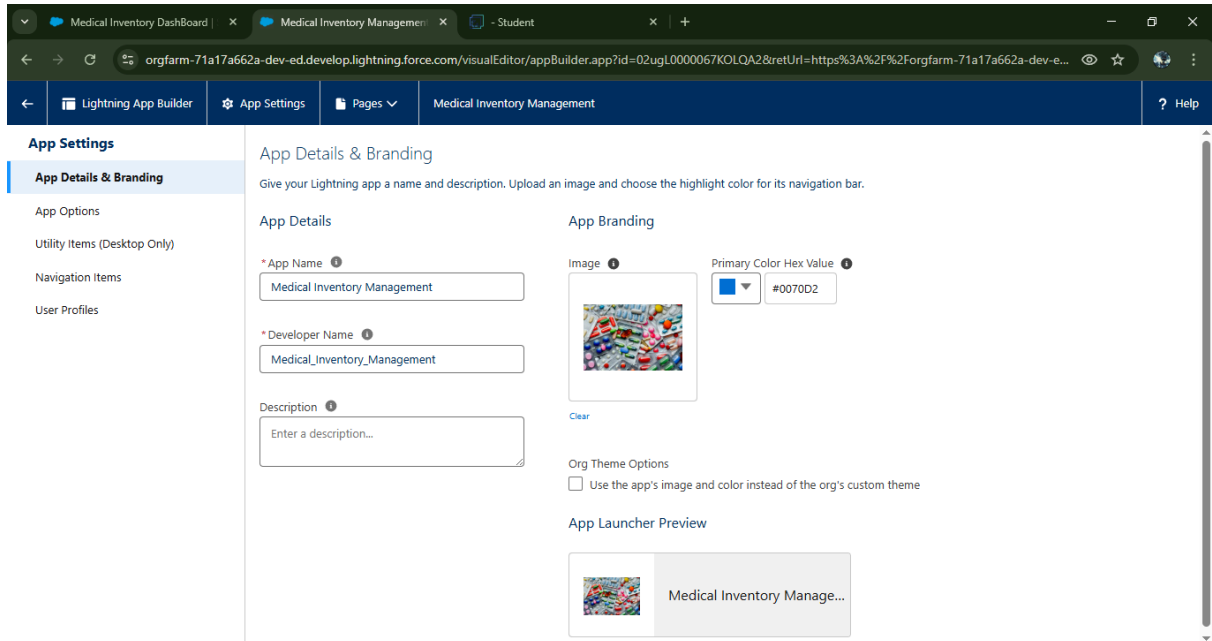 Medical Inventory DashBoard |
Medical Inventory Management
- Student
orgfarm-71a17a662a-dev-ed.develop.lightning.force.com/visualEditor/appBuilder.app?id=02ugL0000067KOLQA2&retUrl=https%3A%2F%2Forgfarm-71a17a662a-dev-e...
Lightning App Builder
App Settings
Pages
Medical Inventory Management
? Help
App Settings
App Details & Branding
App Options
Utility Items (Desktop Only)
Navigation Items
User Profiles
App Details & Branding
Give your Lightning app a name and description. Upload an image and choose the highlight color for its navigation bar.
App Details
* App Name
Medical Inventory Management
* Developer Name
Medical_Inventory_Management
Description
Enter a description...
App Branding
Image
Primary Color Hex Value
#0070D2
Clear
Org Theme Options
Use the app's image and color instead of the org's custom theme
App Launcher Preview
Medical Inventory Manage...